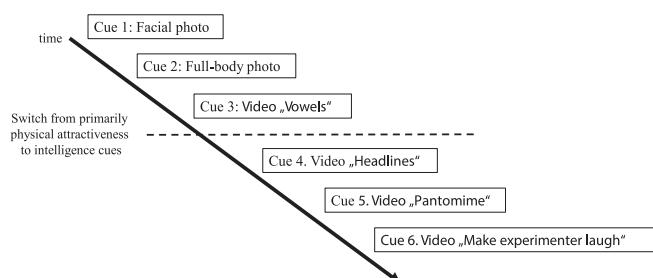 Cue 1: Facial photo
time
Cue 2: Full-body photo
Cue 3: Video „Vowels“
Switch from primarily
physical attractiveness
to intelligence cues
Cue 4. Video „Headlines“
Cue 5. Video „Pantomime“
Cue 6. Video „Make experimenter laugh“